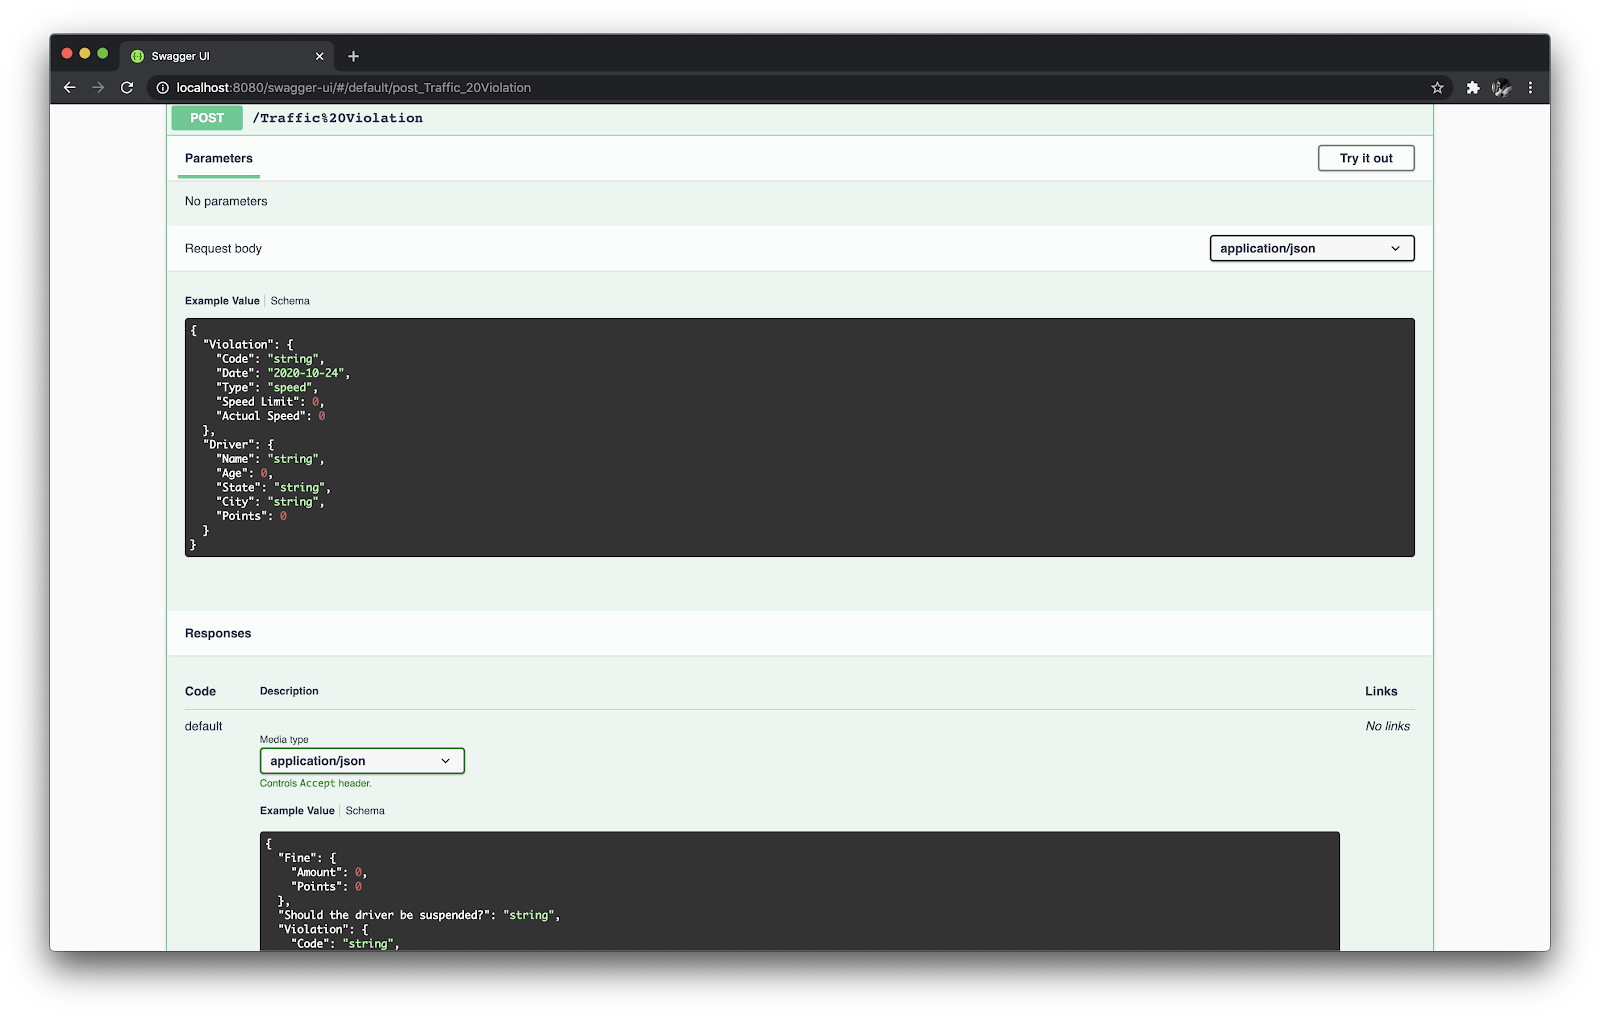 Swagger UI
localhost:8080/swagger-ui/#/default/post_Traffic_20Violation
POST /Traffic%20Violation
Parameters
Try it out
No parameters
Request body
application/json
Example Value | Schema
{
  "Violation": {
    "Code": "string",
    "Date": "2020-10-24",
    "Type": "speed",
    "Speed Limit": 0,
    "Actual Speed": 0
  },
  "Driver": {
    "Name": "string",
    "Age": 0,
    "State": "string",
    "City": "string",
    "Points": 0
  }
}
Responses
Code Description Links
default No links
Media type
application/json
Controls Accept header.
Example Value | Schema
{
  "Fine": {
    "Amount": 0,
    "Points": 0
  },
  "Should the driver be suspended?": "string",
  "Violation": {
    "Code": "string",